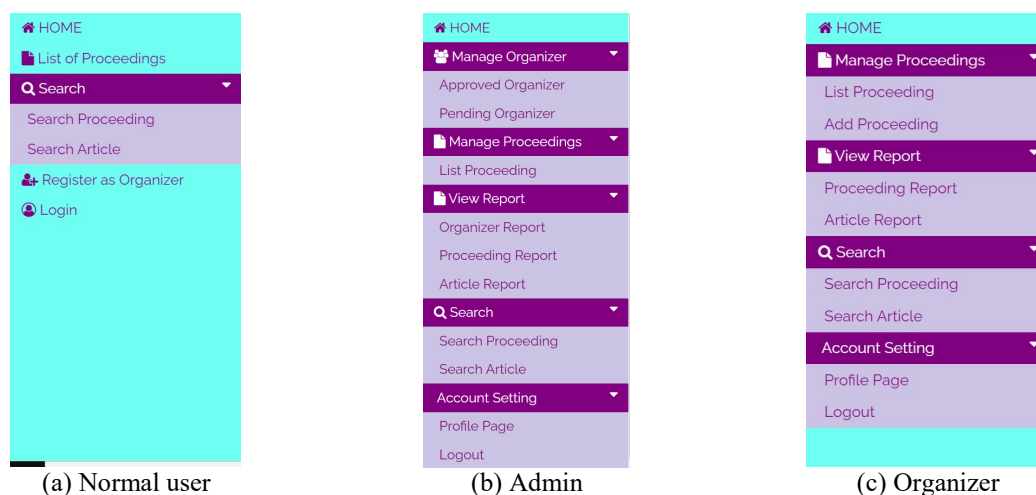 HOME
List of Proceedings
Search
Search Proceeding
Search Article
Register as Organizer
Login
(a) Normal user
HOME
Manage Organizer
Approved Organizer
Pending Organizer
Manage Proceedings
List Proceeding
View Report
Organizer Report
Proceeding Report
Article Report
Search
Search Proceeding
Search Article
Account Setting
Profile Page
Logout
(b) Admin
HOME
Manage Proceedings
List Proceeding
Add Proceeding
View Report
Proceeding Report
Article Report
Search
Search Proceeding
Search Article
Account Setting
Profile Page
Logout
(c) Organizer